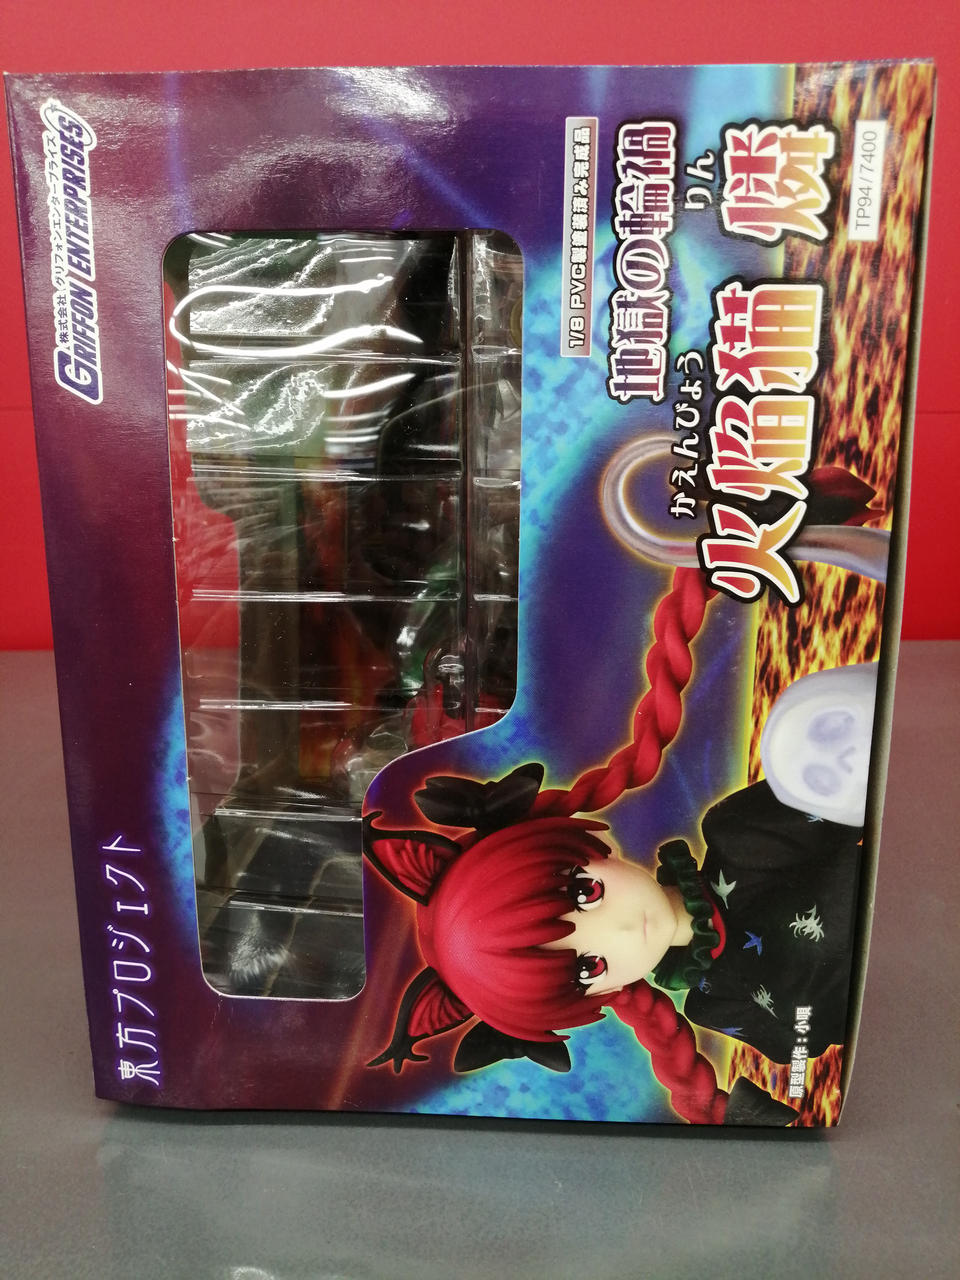 東方プロジェクト
株式会社グリフォンエンタープライズ
GRIFFON ENTERPRISES
1/8 PVC製塗装済み完成品
地獄の輪禍
かえんびょう りん
火焔猫 燐
TP94/7400
原型製作：小唄